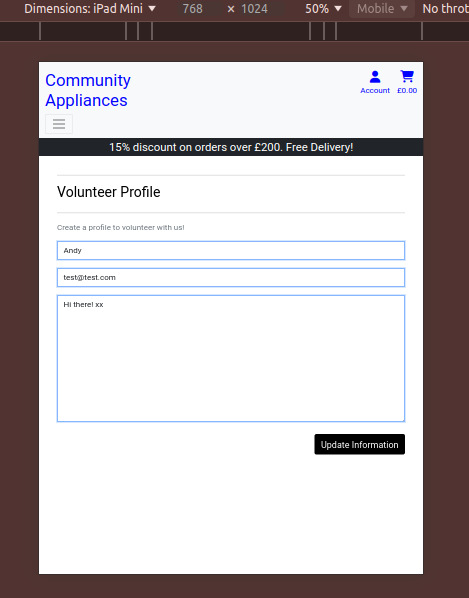 Dimensions: iPad Mini ▼ 768 × 1024 50% ▼ Mobile ▼ No throt
Community
Appliances
Account £0.00
15% discount on orders over £200. Free Delivery!
Volunteer Profile
Create a profile to volunteer with us!
Andy
test@test.com
Hi there! xx
Update Information